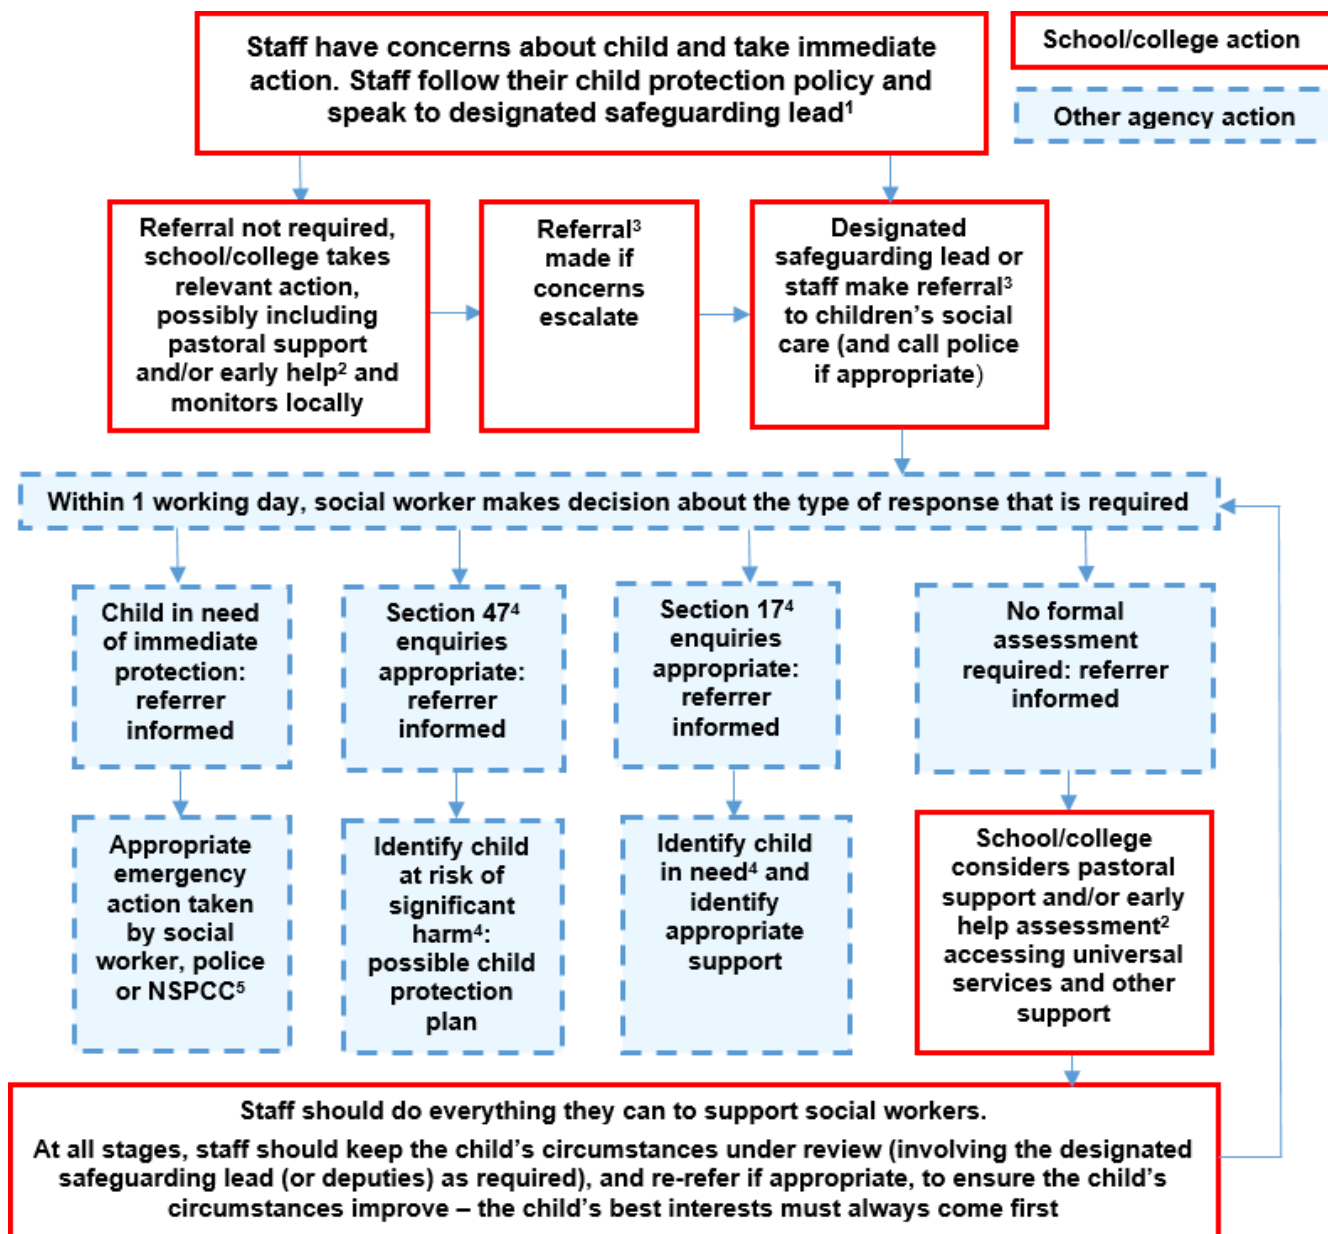 Staff have concerns about child and take immediate
action. Staff follow their child protection policy and
speak to designated safeguarding lead¹
School/college action
Other agency action
Referral not required,
school/college takes
relevant action,
possibly including
pastoral support
and/or early help² and
monitors locally
Referral³
made if
concerns
escalate
Designated
safeguarding lead or
staff make referral³
to children’s social
care (and call police
if appropriate)
Within 1 working day, social worker makes decision about the type of response that is required
Child in need
of immediate
protection:
referrer
informed
Section 47⁴
enquiries
appropriate:
referrer
informed
Section 17⁴
enquiries
appropriate:
referrer
informed
No formal
assessment
required: referrer
informed
Appropriate
emergency
action taken
by social
worker, police
or NSPCC⁵
Identify child
at risk of
significant
harm⁴:
possible child
protection
plan
Identify child
in need⁴ and
identify
appropriate
support
School/college
considers pastoral
support and/or early
help assessment²
accessing universal
services and other
support
Staff should do everything they can to support social workers.
At all stages, staff should keep the child’s circumstances under review (involving the designated
safeguarding lead (or deputies) as required), and re-refer if appropriate, to ensure the child’s
circumstances improve – the child’s best interests must always come first